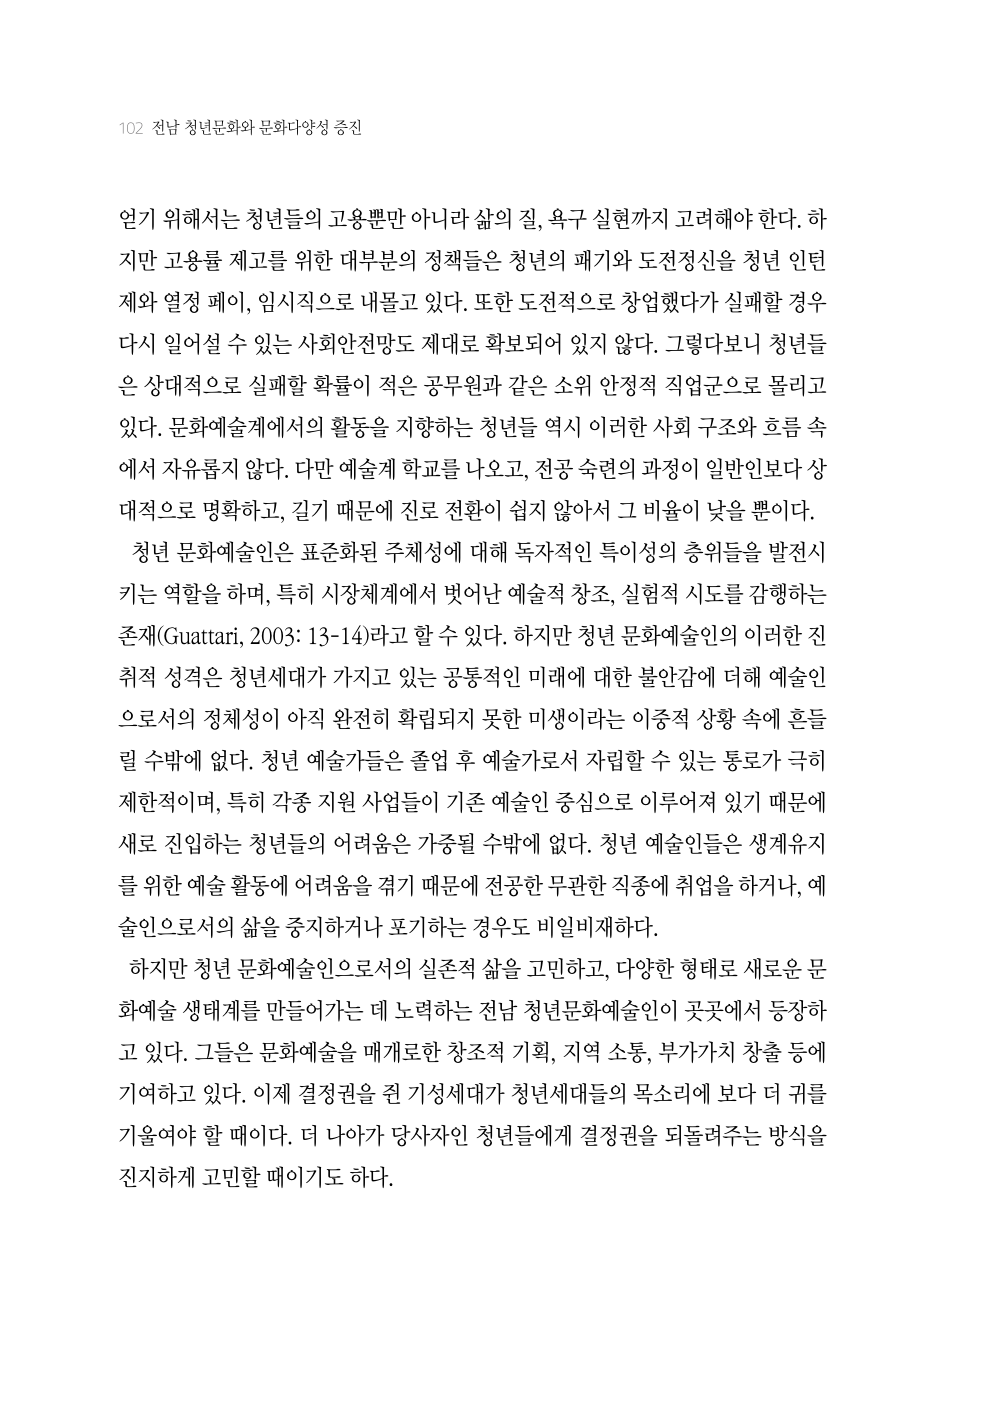 102 전남 청년문화와 문화다양성 증진
얻기 위해서는 청년들의 고용뿐만 아니라 삶의 질, 욕구 실현까지 고려해야 한다. 하
지만 고용률 제고를 위한 대부분의 정책들은 청년의 패기와 도전정신을 청년 인턴
제와 열정 페이, 임시직으로 내몰고 있다. 또한 도전적으로 창업했다가 실패할 경우
다시 일어설 수 있는 사회안전망도 제대로 확보되어 있지 않다. 그렇다보니 청년들
은 상대적으로 실패할 확률이 적은 공무원과 같은 소위 안정적 직업군으로 몰리고
있다. 문화예술계에서의 활동을 지향하는 청년들 역시 이러한 사회 구조와 흐름 속
에서 자유롭지 않다. 다만 예술계 학교를 나오고, 전공 숙련의 과정이 일반인보다 상
대적으로 명확하고, 길기 때문에 진로 전환이 쉽지 않아서 그 비율이 낮을 뿐이다.
청년 문화예술인은 표준화된 주체성에 대해 독자적인 특이성의 층위들을 발전시
키는 역할을 하며, 특히 시장체계에서 벗어난 예술적 창조, 실험적 시도를 감행하는
존재(Guattari, 2003: 13-14)라고 할 수 있다. 하지만 청년 문화예술인의 이러한 진
취적 성격은 청년세대가 가지고 있는 공통적인 미래에 대한 불안감에 더해 예술인
으로서의 정체성이 아직 완전히 확립되지 못한 미생이라는 이중적 상황 속에 흔들
릴 수밖에 없다. 청년 예술가들은 졸업 후 예술가로서 자립할 수 있는 통로가 극히
제한적이며, 특히 각종 지원 사업들이 기존 예술인 중심으로 이루어져 있기 때문에
새로 진입하는 청년들의 어려움은 가중될 수밖에 없다. 청년 예술인들은 생계유지
를 위한 예술 활동에 어려움을 겪기 때문에 전공한 무관한 직종에 취업을 하거나, 예
술인으로서의 삶을 중지하거나 포기하는 경우도 비일비재하다.
하지만 청년 문화예술인으로서의 실존적 삶을 고민하고, 다양한 형태로 새로운 문
화예술 생태계를 만들어가는 데 노력하는 전남 청년문화예술인이 곳곳에서 등장하
고 있다. 그들은 문화예술을 매개로한 창조적 기획, 지역 소통, 부가가치 창출 등에
기여하고 있다. 이제 결정권을 쥔 기성세대가 청년세대들의 목소리에 보다 더 귀를
기울여야 할 때이다. 더 나아가 당사자인 청년들에게 결정권을 되돌려주는 방식을
진지하게 고민할 때이기도 하다.